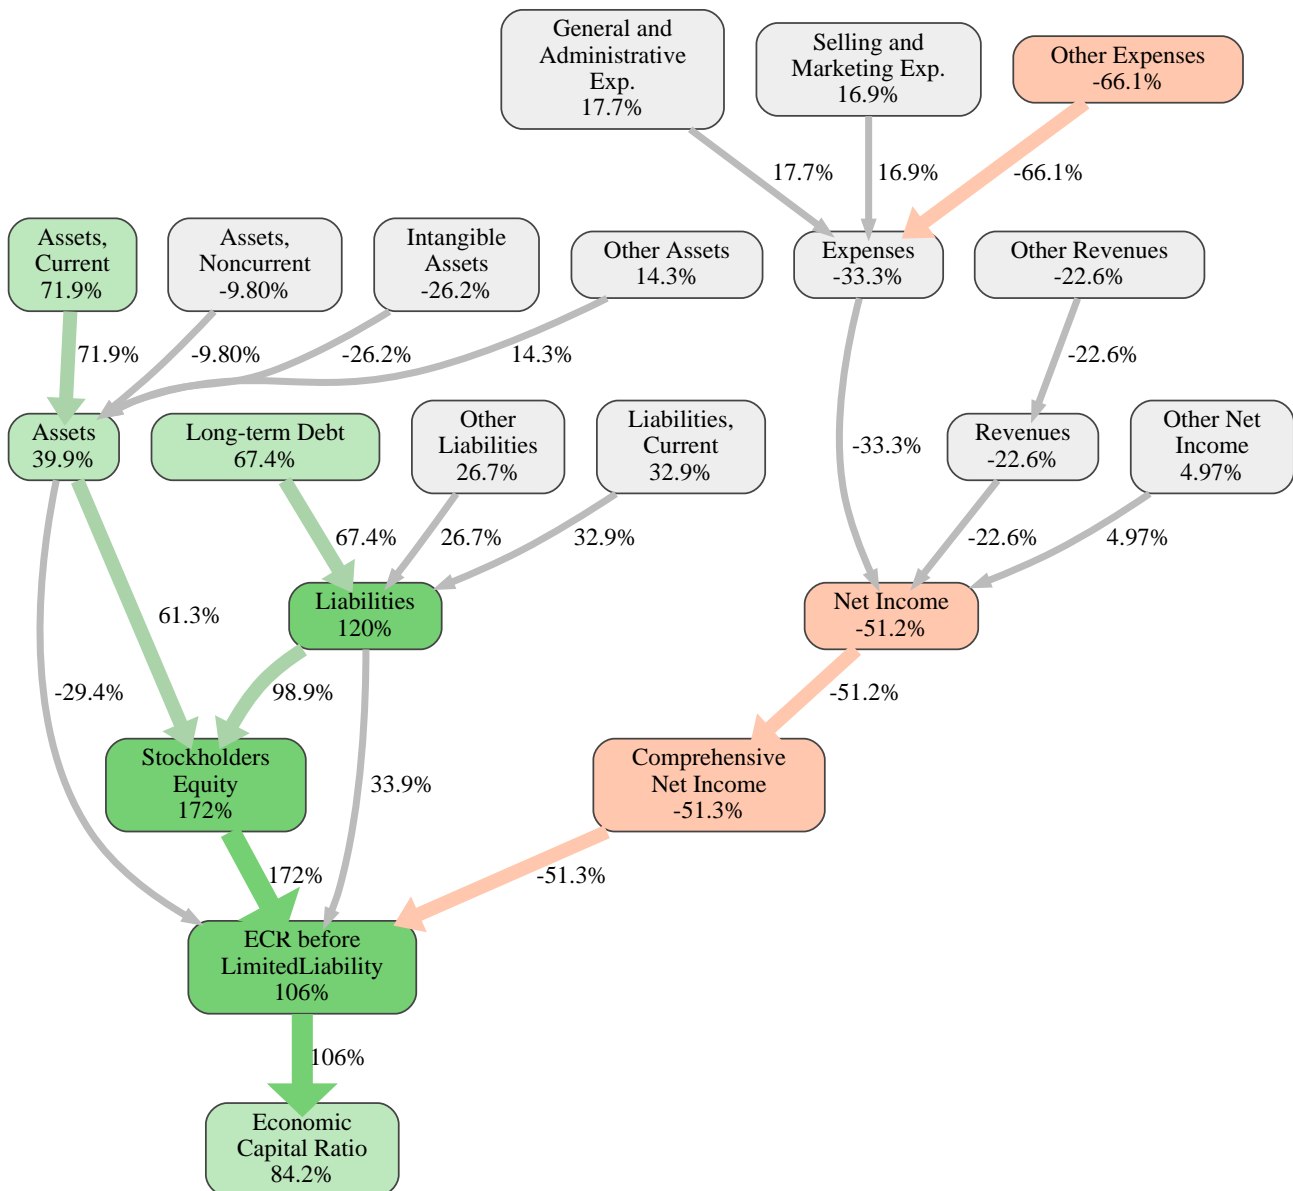 General and
Administrative
Exp.
17.7%
Selling and
Marketing Exp.
16.9%
Other Expenses
-66.1%
17.7%
16.9%
-66.1%
Assets,
Current
71.9%
Assets,
Noncurrent
-9.80%
Intangible
Assets
-26.2%
Other Assets
14.3%
Expenses
-33.3%
Other Revenues
-22.6%
71.9%
-9.80%
-26.2%
14.3%
-22.6%
Assets
39.9%
Long-term Debt
67.4%
Other
Liabilities
26.7%
Liabilities,
Current
32.9%
-33.3%
Revenues
-22.6%
Other Net
Income
4.97%
67.4%
26.7%
32.9%
-22.6%
4.97%
Liabilities
120%
Net Income
-51.2%
61.3%
-29.4%
98.9%
-51.2%
Stockholders
Equity
172%
33.9%
Comprehensive
Net Income
-51.3%
172%
-51.3%
ECR before
LimitedLiability
106%
106%
Economic
Capital Ratio
84.2%